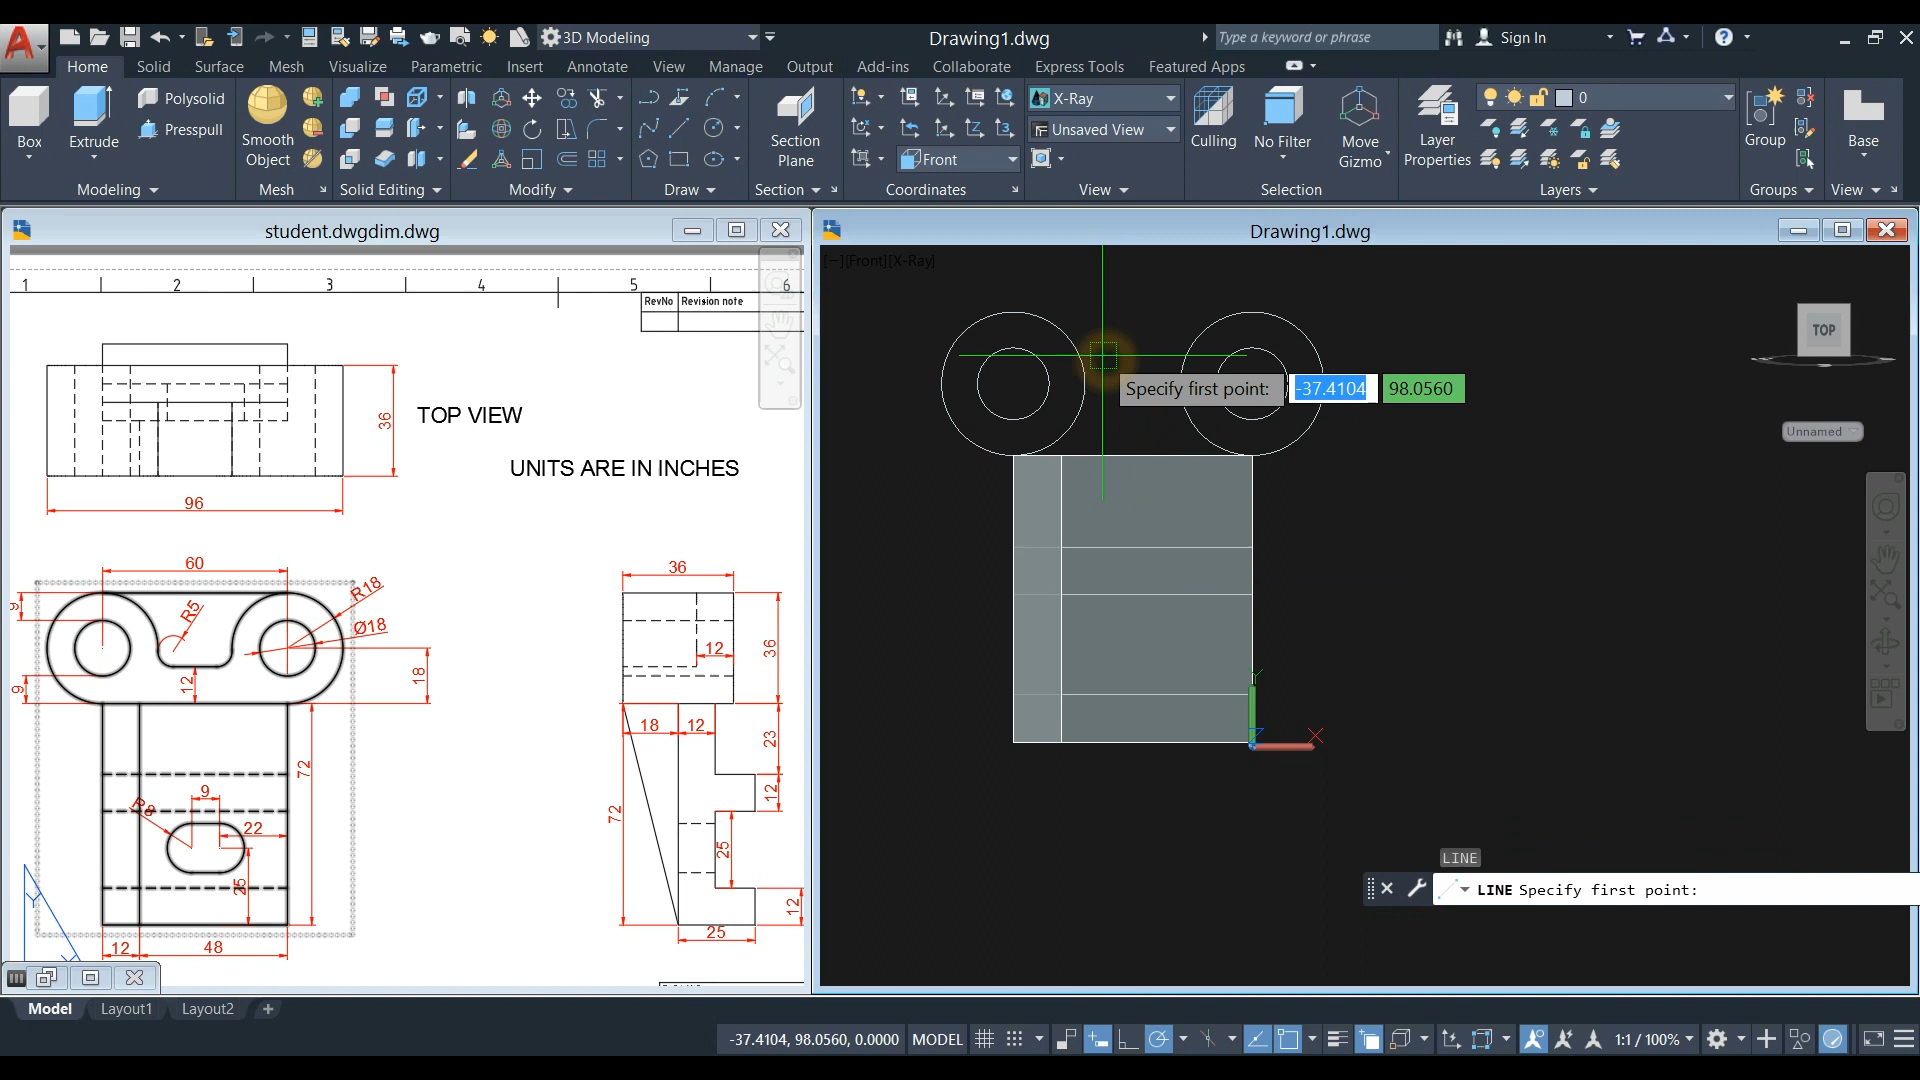 3D Modeling
Drawing1.dwg
Type a keyword or phrase
Sign In
Home
Solid
Surface
Mesh
Visualize
Parametric
Insert
Annotate
View
Manage
Output
Add-ins
Collaborate
Express Tools
Featured Apps
Box
Extrude
Polysolid
Presspull
Smooth
Object
Section
Plane
X-Ray
Unsaved View
Front
Culling
No Filter
Move
Gizmo
Layer
Properties
0
Group
Base
Modeling
Mesh
Solid Editing
Modify
Draw
Section
Coordinates
View
Selection
Layers
Groups
View
student.dwgdim.dwg
1
2
3
4
5
6
RevNo
Revision note
36
TOP VIEW
UNITS ARE IN INCHES
96
60
R18
9
R5
Ø18
12
9
18
72
9
R8
22
25
12
48
36
12
36
18
12
23
72
12
25
12
25
Y
Drawing1.dwg
[−][Front][X-Ray]
TOP
Unnamed
Specify first point:
-37.4104
98.0560
Y
X
LINE
LINE Specify first point:
Model
Layout1
Layout2
+
-37.4104, 98.0560, 0.0000
MODEL
1:1 / 100%